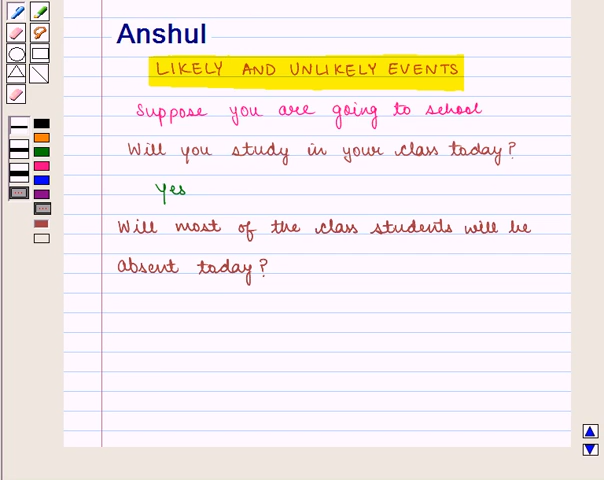 Anshul
LIKELY AND UNLIKELY EVENTS
Suppose you are going to school
Will you study in your class today?
Yes
Will most of the class students will be
absent today?